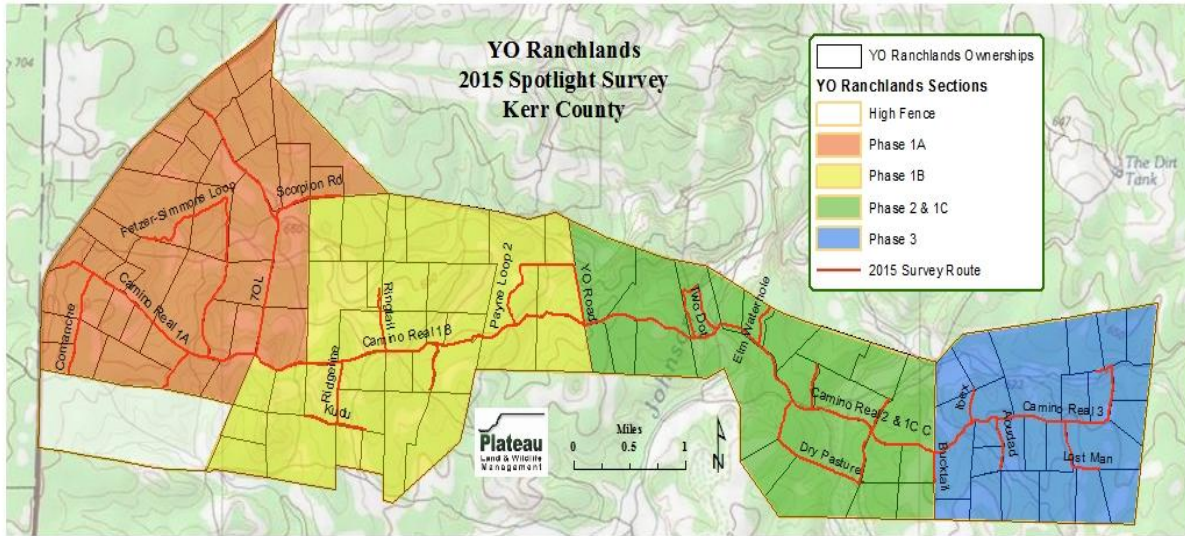 YO Ranchlands
2015 Spotlight Survey
Kerr County
YO Ranchlands Ownerships
YO Ranchlands Sections
High Fence
Phase 1A
Phase 1B
Phase 2 & 1C
Phase 3
2015 Survey Route
704
647
The Dirt
Tank
Scorpion Rd
Fetzer-Simmons Loop
680
7OL
Camino Real 1A
Comanche
Ringtail
Payne Loop 2
YO Road
Camino Real 1B
Ridgeline
Kudu
Two Dot
Elm Waterhole
Johnson
Camino Real 2 & 1C C
Dry Pasture
Bucktail
Ibex
Aoudad
Camino Real 3
Lost Man
Plateau
Land & Wildlife
Management
Miles
0 0.5 1
N